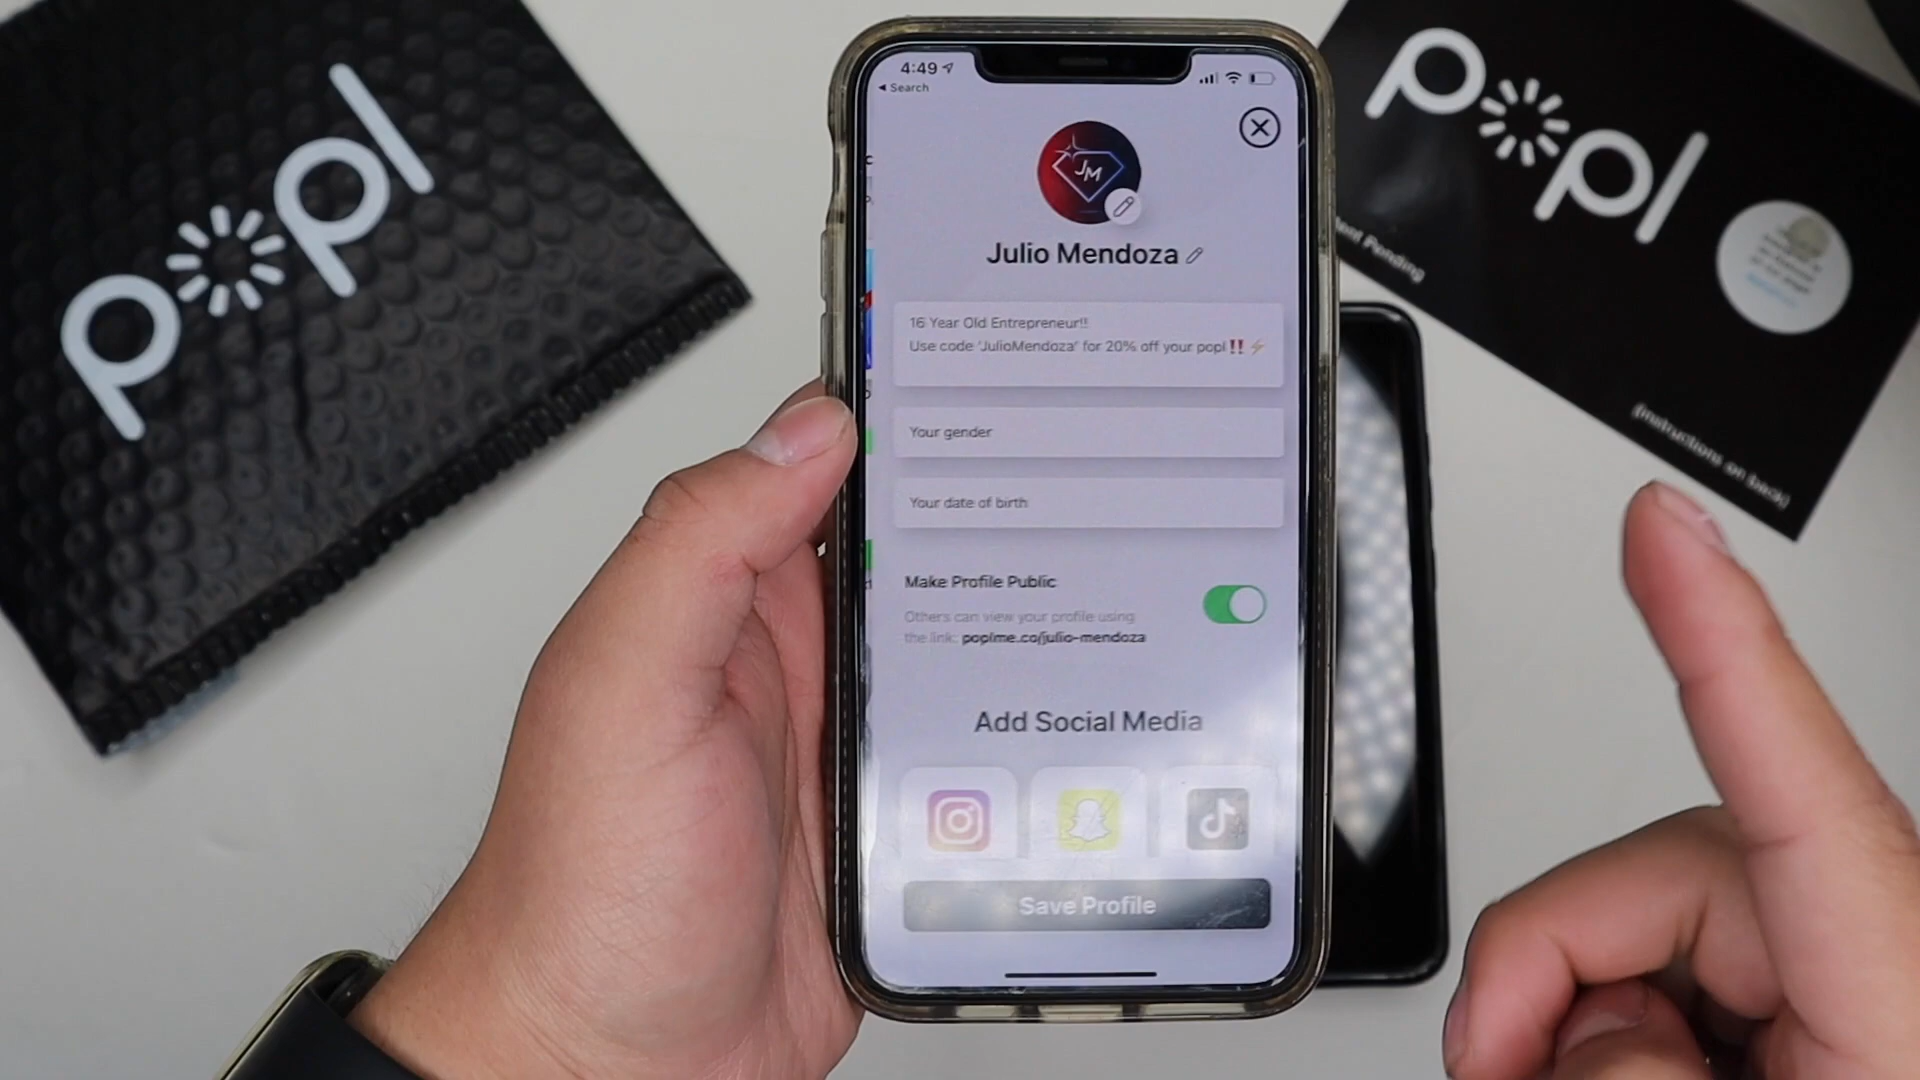 popl
popl
4:49
Search
JM
Julio Mendoza
16 Year Old Entrepreneur!!
Use code 'JulioMendoza' for 20% off your popl‼️⚡
Your gender
Your date of birth
Make Profile Public
Others can view your profile using
the link: poplme.co/julio-mendoza
Add Social Media
Save Profile
Pending
(Instructions on back)